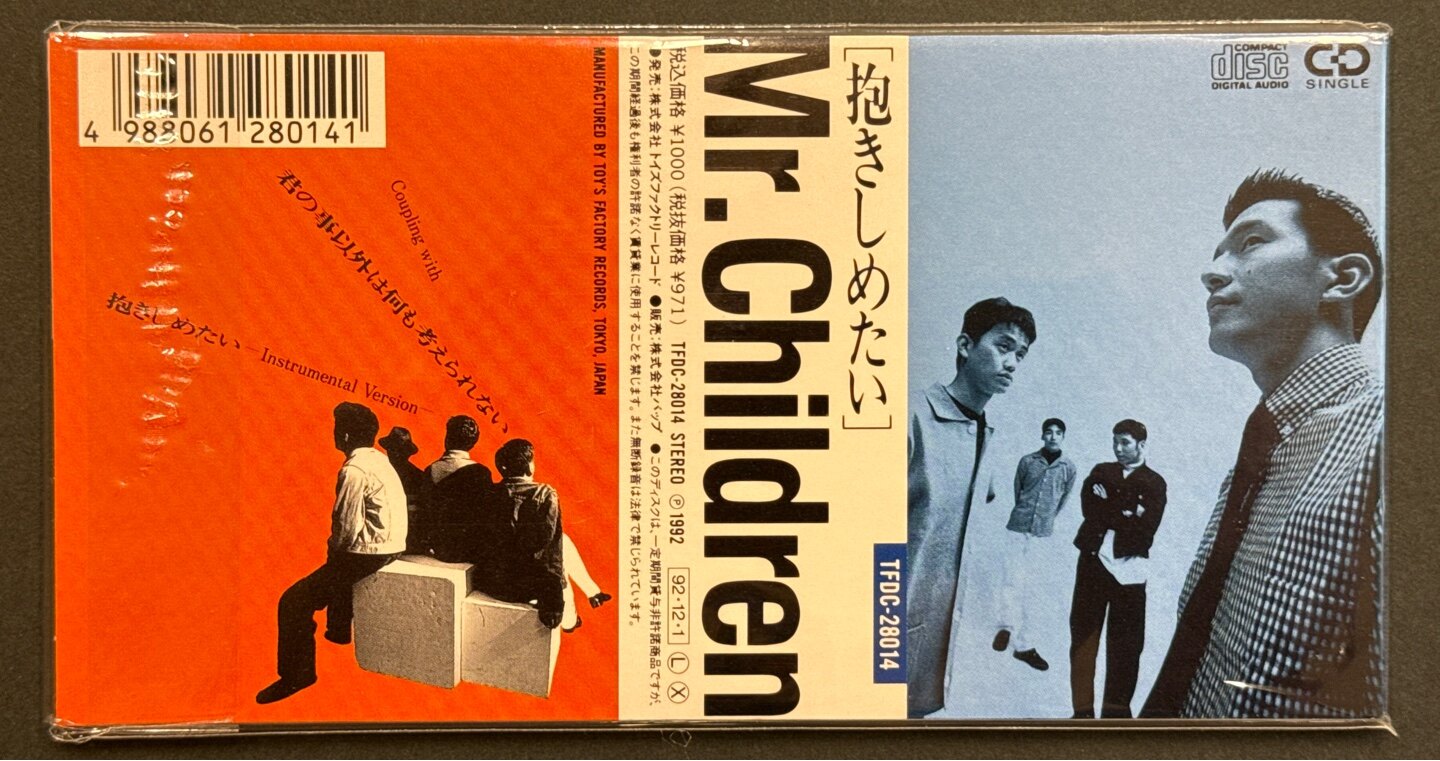 4 988061 280141
Coupling with
君の事以外は何も考えられない
抱きしめたい —Instrumental Version—
MANUFACTURED BY TOY'S FACTORY RECORDS, TOKYO, JAPAN
税込価格 ¥1000(税抜価格 ¥971) TFDC-28014 STEREO Ⓟ1992 92・12・1 Ⓛ Ⓧ
●発売:株式会社トイズファクトリーレコード ●販売:株式会社バップ ●このディスクは、一定期間貸与非許諾商品ですが、
この期間経過後も権利者の許諾なく賃貸業に使用することを禁じます。また無断録音は法律で禁じられています。
Mr.Children
[抱きしめたい]
TFDC-28014
COMPACT
disc
DIGITAL AUDIO
CD
SINGLE